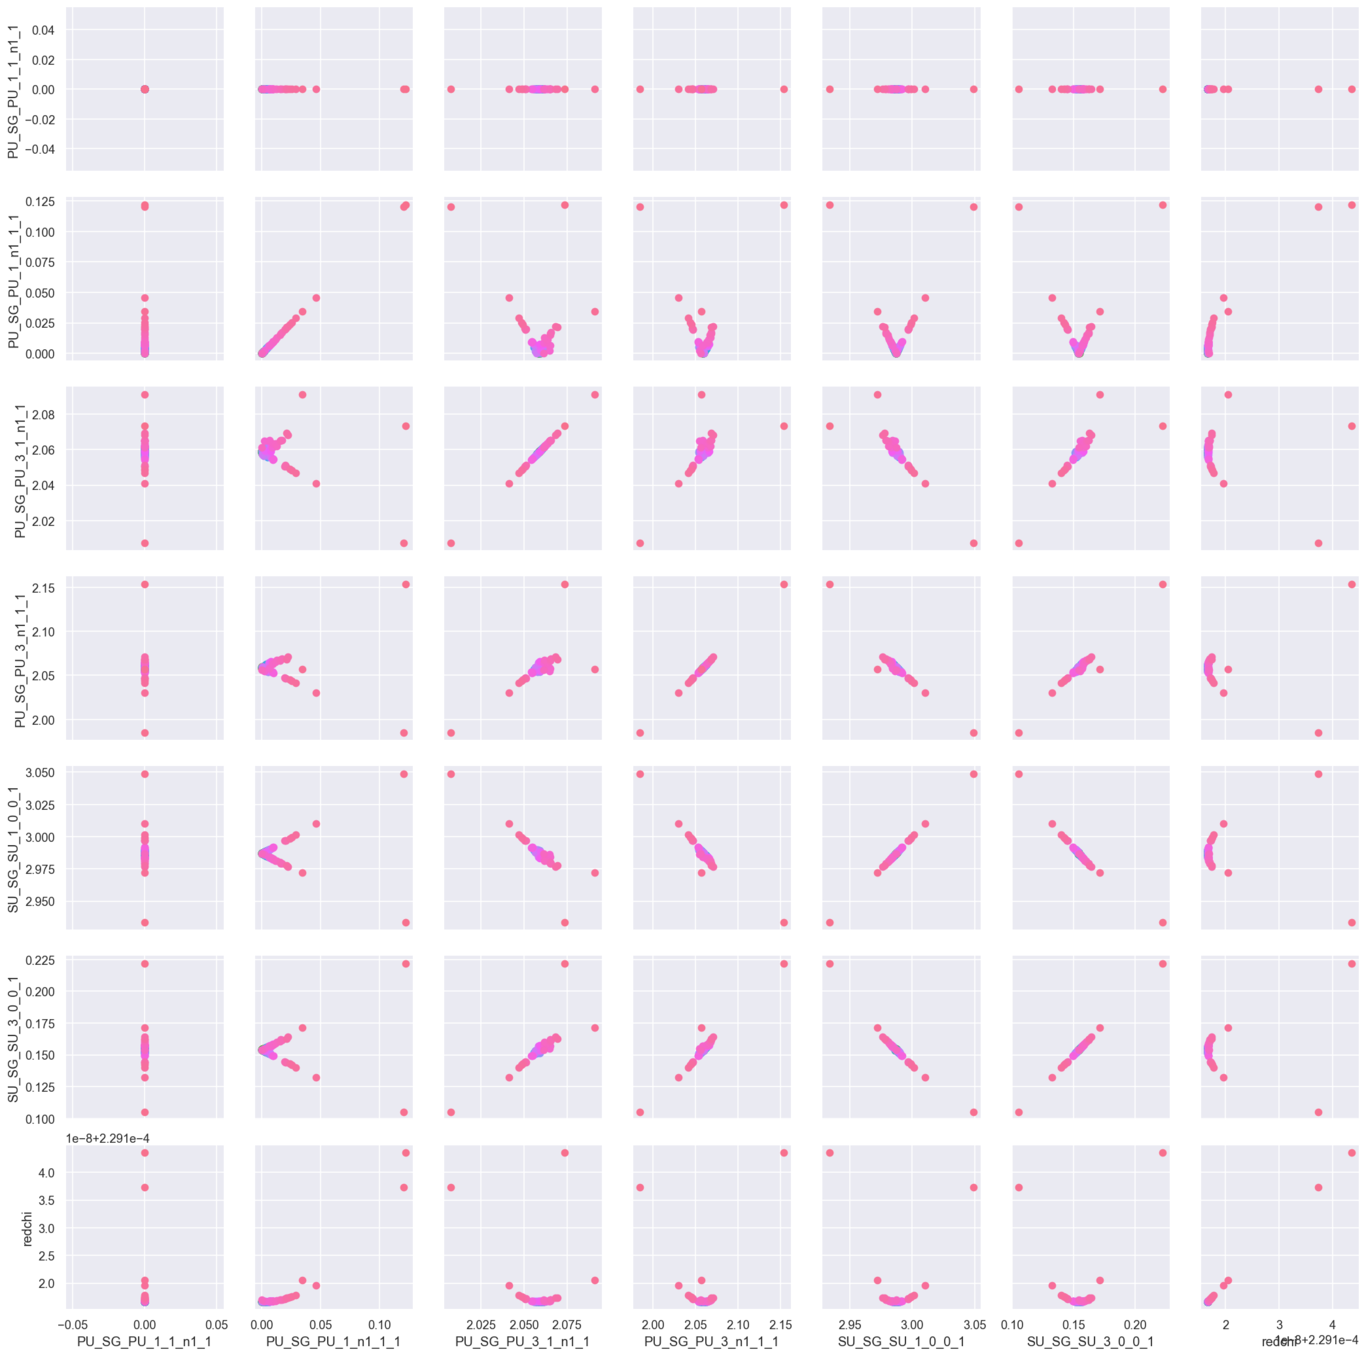 PU_SG_PU_1_1_n1_1
0.04
0.02
0.00
−0.02
−0.04
PU_SG_PU_1_n1_1_1
0.125
0.100
0.075
0.050
0.025
0.000
PU_SG_PU_3_1_n1_1
2.08
2.06
2.04
2.02
PU_SG_PU_3_n1_1_1
2.15
2.10
2.05
2.00
SU_SG_SU_1_0_0_1
3.050
3.025
3.000
2.975
2.950
SU_SG_SU_3_0_0_1
0.225
0.200
0.175
0.150
0.125
0.100
1e−8+2.291e−4
redchi
4.0
3.5
3.0
2.5
2.0
−0.05 0.00 0.05
0.00 0.05 0.10
2.025 2.050 2.075
2.00 2.05 2.10 2.15
2.95 3.00 3.05
0.10 0.15 0.20
2 3 4
PU_SG_PU_1_1_n1_1
PU_SG_PU_1_n1_1_1
PU_SG_PU_3_1_n1_1
PU_SG_PU_3_n1_1_1
SU_SG_SU_1_0_0_1
SU_SG_SU_3_0_0_1
redchi
1e−8+2.291e−4